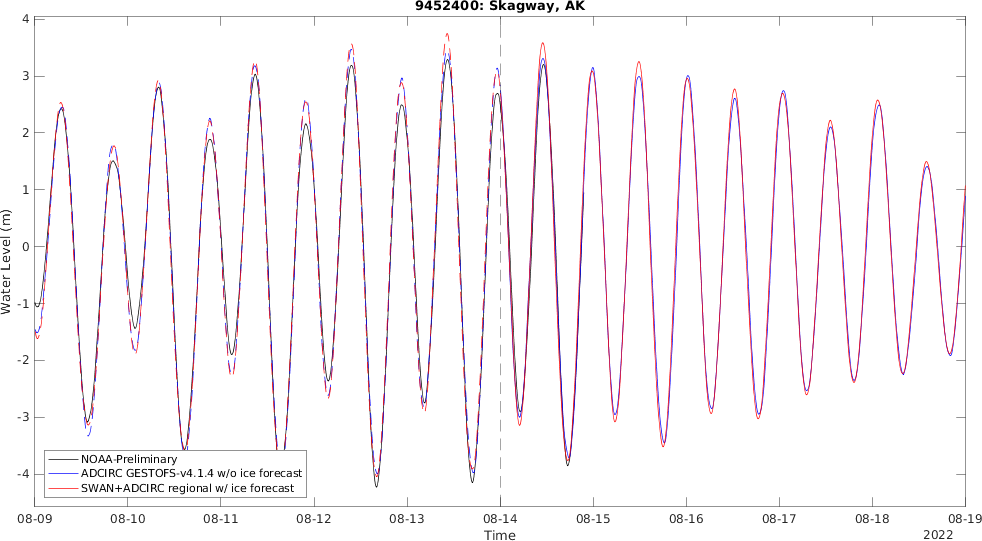 9452400: Skagway, AK
4
3
2
1
0
-1
-2
-3
-4
Water Level (m)
NOAA-Preliminary
ADCIRC GESTOFS-v4.1.4 w/o ice forecast
SWAN+ADCIRC regional w/ ice forecast
08-09 08-10 08-11 08-12 08-13 08-14 08-15 08-16 08-17 08-18 08-19
Time
2022